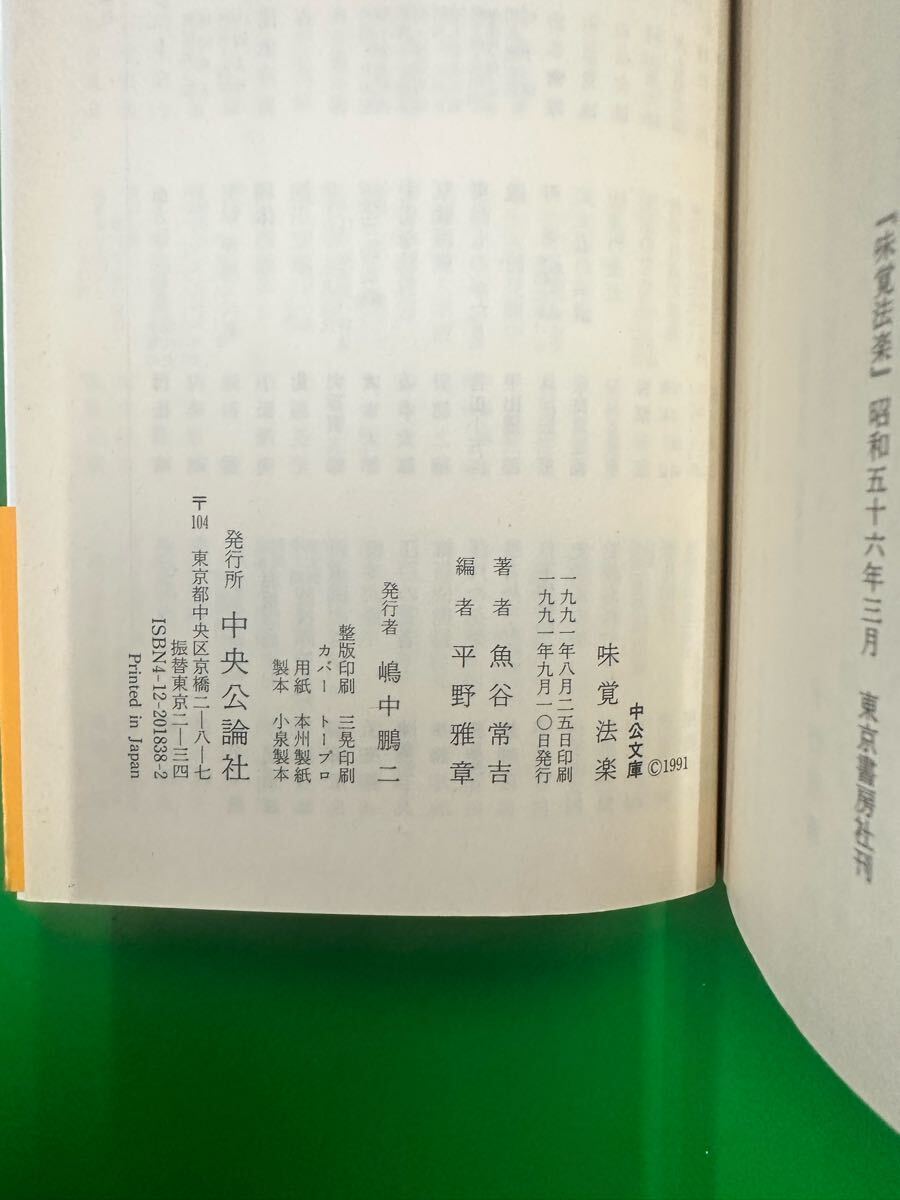 『味覚法楽』昭和五十六年三月　東京書房社刊
中公文庫 ©1991
味覚法楽
一九九一年八月二五日印刷
一九九一年九月一〇日発行
著者 魚谷常吉
編者 平野雅章
発行者 嶋中鵬二
整版印刷 三晃印刷
カバー トープロ
用紙 本州製紙
製本 小泉製本
発行所 中央公論社
〒104 東京都中央区京橋二―八―七
振替東京二―三四
ISBN4-12-201838-2
Printed in Japan